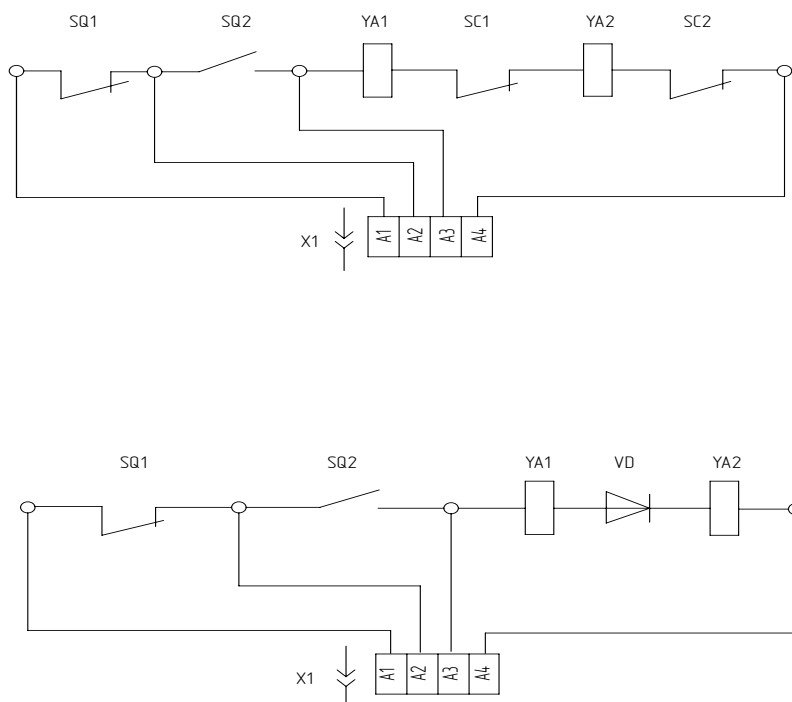 SQ1 SQ2 YA1 SC1 YA2 SC2
X1 A1 A2 A3 A4
SQ1 SQ2 YA1 VD YA2
X1 A1 A2 A3 A4